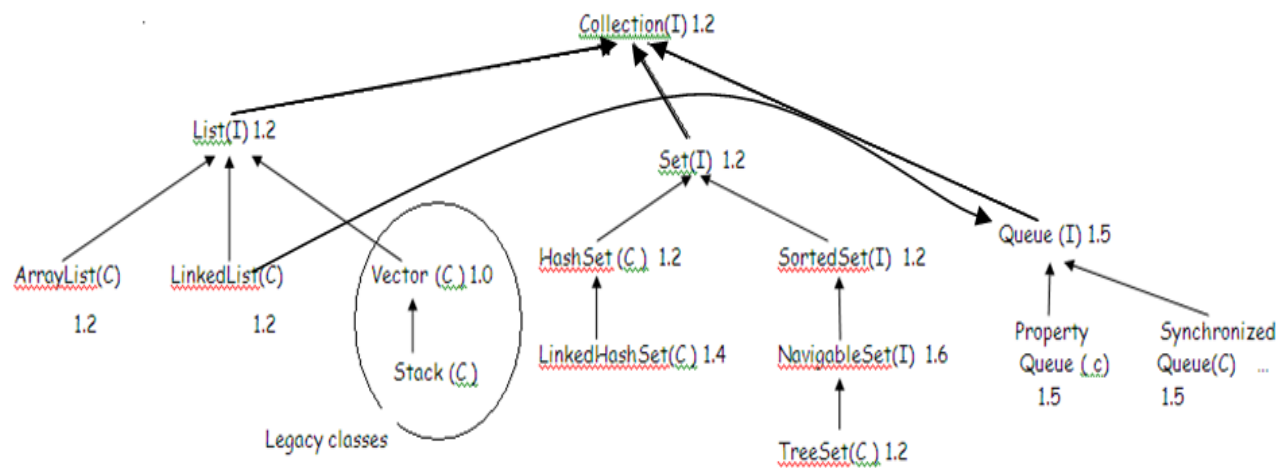 Collection(I) 1.2
List(I) 1.2
Set(I) 1.2
Queue (I) 1.5
ArrayList(C)
1.2
LinkedList(C)
1.2
Vector (C) 1.0
Stack (C)
Legacy classes
HashSet (C) 1.2
LinkedHashSet(C) 1.4
SortedSet(I) 1.2
NavigableSet(I) 1.6
TreeSet(C) 1.2
Property
Queue (c)
1.5
Synchronized
Queue(C) ...
1.5